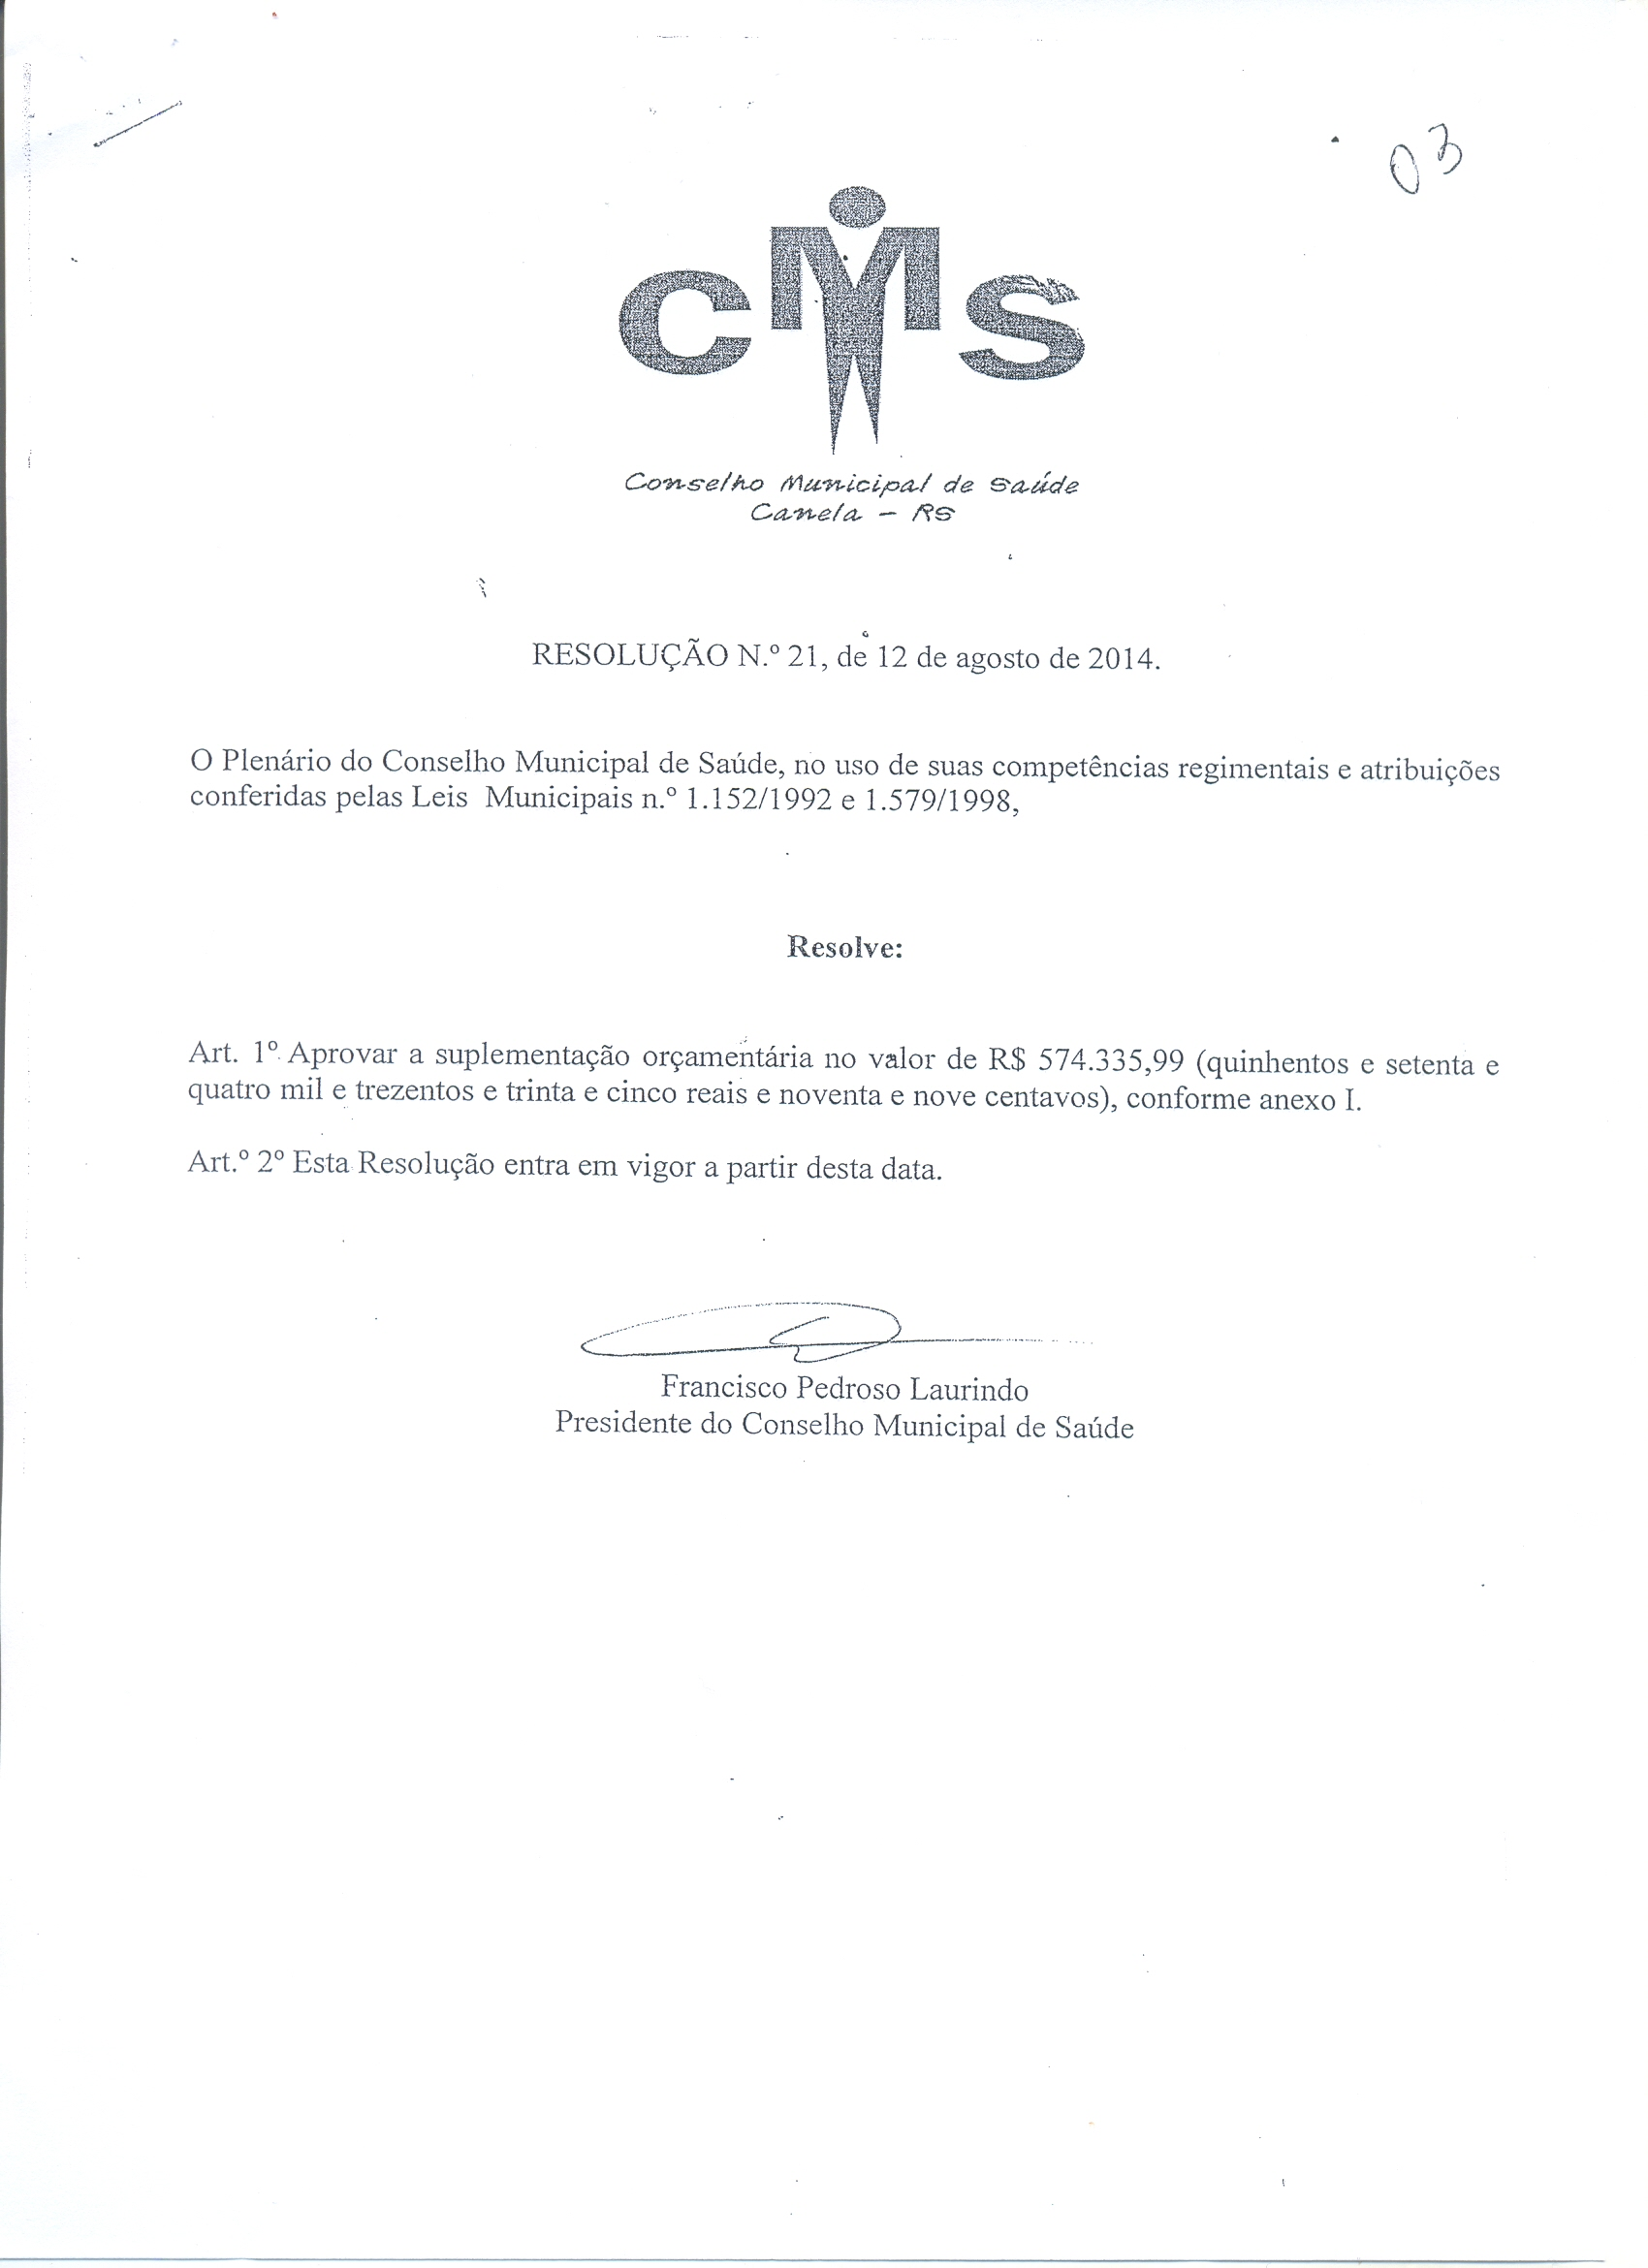 03
CMS
Conselho Municipal de Saúde
Canela - RS
RESOLUÇÃO N.º 21, de 12 de agosto de 2014.
O Plenário do Conselho Municipal de Saúde, no uso de suas competências regimentais e atribuições
conferidas pelas Leis Municipais n.º 1.152/1992 e 1.579/1998,
Resolve:
Art. 1º Aprovar a suplementação orçamentária no valor de R$ 574.335,99 (quinhentos e setenta e
quatro mil e trezentos e trinta e cinco reais e noventa e nove centavos), conforme anexo I.
Art.º 2º Esta Resolução entra em vigor a partir desta data.
Francisco Pedroso Laurindo
Presidente do Conselho Municipal de Saúde